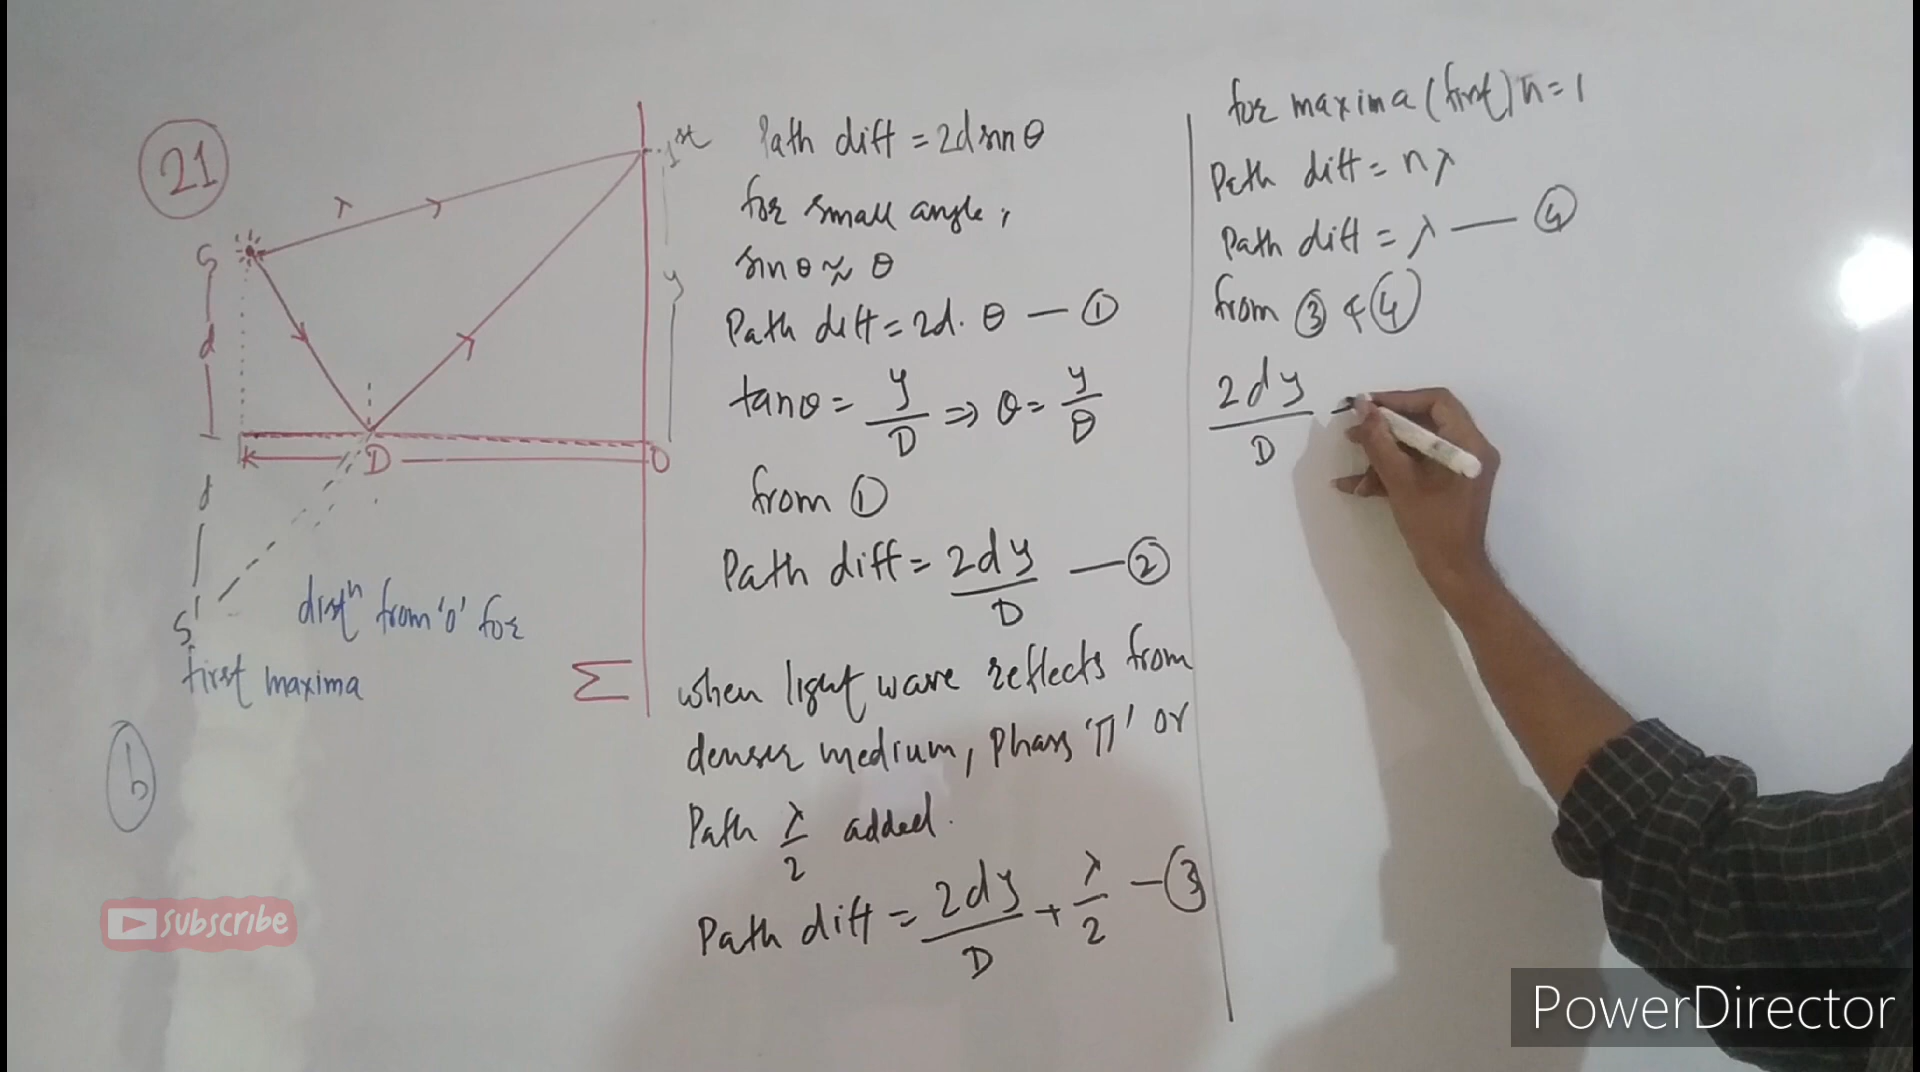 21
S
λ
1st
y
d
K D O
d
S'
distⁿ from 'o' for
first maxima
Σ
b
Subscribe
Path diff = 2d sin θ
for small angle,
sin θ ≈ θ
Path diff = 2d. θ — ①
tan θ = y/D ⇒ θ = y/θ
from ①
Path diff = 2dy/D — ②
when light wave reflects from
denser medium, phass 'π' or
Path λ/2 added.
Path diff = 2dy/D + λ/2 — ③
for maxima (first) n = 1
Path diff = nλ
Path diff = λ — ④
from ③ & ④
2dy/D
PowerDirector